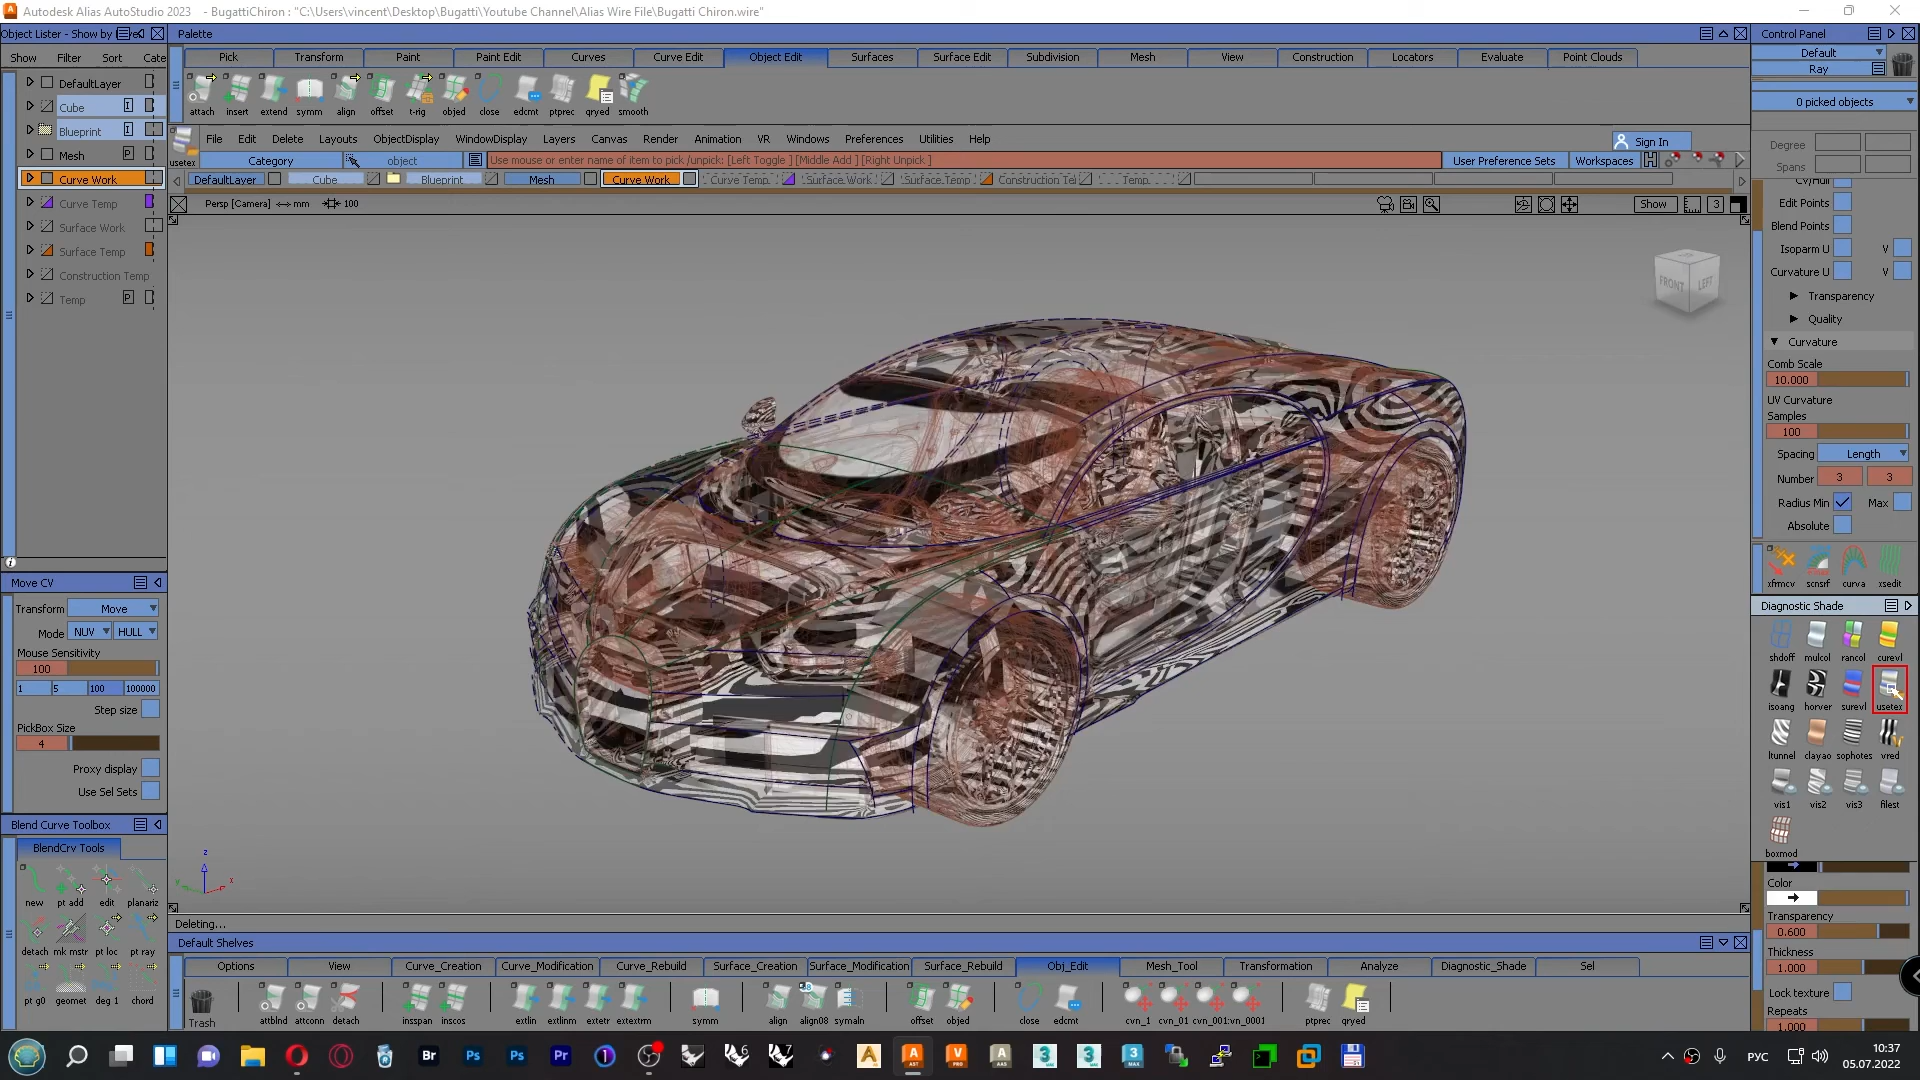 Autodesk Alias AutoStudio 2023 - BugattiChiron : "C:\Users\vincent\Desktop\Bugatti\Youtube Channel\Alias Wire File\Bugatti Chiron.wire"
Object Lister - Show by
Palette
Control Panel
Show Filter Sort Cate
Pick Transform Paint Paint Edit Curves Curve Edit Object Edit Surfaces Surface Edit Subdivision Mesh View Construction Locators Evaluate Point Clouds
Default
Ray
attach insert extend symm align offset t-rig objed close edcmt ptprec qryed smooth
0 picked objects
DefaultLayer
Cube
Blueprint
Mesh
Curve Work
Curve Temp
Surface Work
Surface Temp
Construction Temp
Temp
usetex
File Edit Delete Layouts ObjectDisplay WindowDisplay Layers Canvas Render Animation VR Windows Preferences Utilities Help
Sign In
Category object Use mouse or enter name of item to pick /unpick: [Left Toggle ] [Middle Add ] [Right Unpick ] User Preference Sets Workspaces
DefaultLayer Cube Blueprint Mesh Curve Work Curve Temp Surface Work Surface Temp Construction Te Temp
Persp [Camera] mm 100
Show 3
FRONT LEFT
Degree
Spans
Cv/Hull
Edit Points
Blend Points
Isoparm U V
Curvature U V
Transparency
Quality
Curvature
Comb Scale
10.000
UV Curvature
Samples
100
Spacing Length
Number 3 3
Radius Min Max
Absolute
xfrmcv scnsrf curva xsedit
Diagnostic Shade
shdoff mulcol rancol curevl
isoang horver surevl usetex
ltunnel clayao sophotes vred
vis1 vis2 vis3 filest
boxmod
Color
Transparency
0.600
Thickness
1.000
Lock texture
Repeats
1.000
Move CV
Transform Move
Mode NUV HULL
Mouse Sensitivity
100
1 5 100 100000
Step size
PickBox Size
4
Proxy display
Use Sel Sets
Blend Curve Toolbox
BlendCrv Tools
new pt add edit planariz
detach mk mstr pt loc pt ray
pt g0 geomet deg 1 chord
z
x
Deleting...
Default Shelves
Options View Curve_Creation Curve_Modification Curve_Rebuild Surface_Creation Surface_Modification Surface_Rebuild Obj_Edit Mesh_Tool Transformation Analyze Diagnostic_Shade Sel
Trash attblnd attconn detach insspan inscos extlin extlinm extetr extextrm symm align align08 symaln offset objed close edcmt cvn_1 cvn_01 cvn_001 vn_0001 ptprec qryed
Br Ps Ps Pr
РУС
10:37
05.07.2022